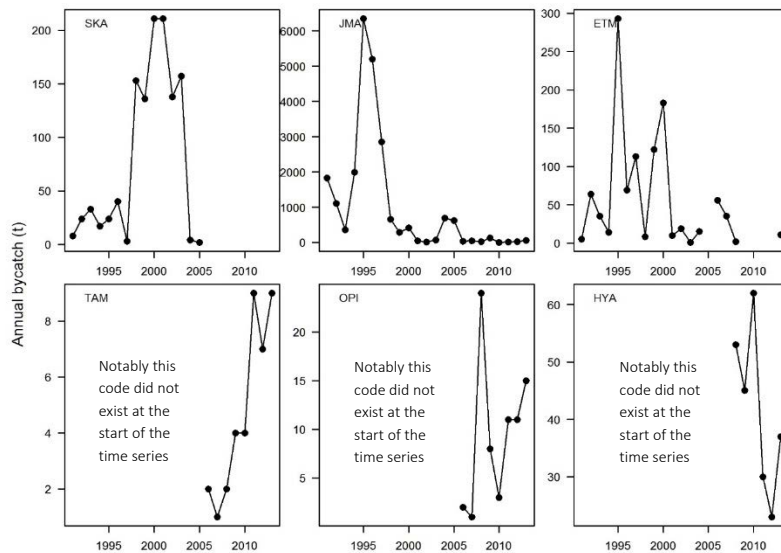 SKA
200
150
100
50
0
1995 2000 2005 2010
JMA
6000
5000
4000
3000
2000
1000
0
1995 2000 2005 2010
ETM
300
250
200
150
100
50
0
1995 2000 2005 2010
Annual bycatch (t)
TAM
8
6
4
2
Notably this
code did not
exist at the
start of the
time series
1995 2000 2005 2010
OPI
20
15
10
5
Notably this
code did not
exist at the
start of the
time series
1995 2000 2005 2010
HYA
60
50
40
30
Notably this
code did not
exist at the
start of the
time series
1995 2000 2005 2010